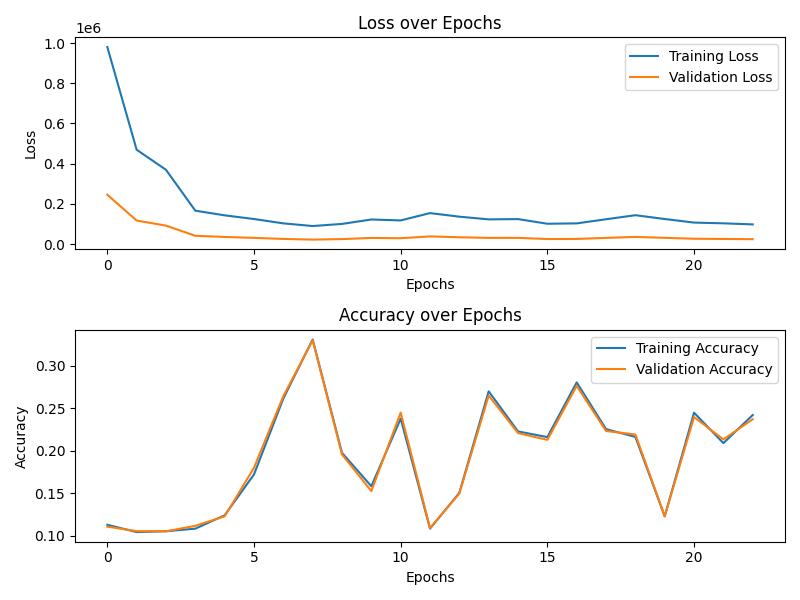 Loss over Epochs
1e6
1.0
0.8
0.6
0.4
0.2
0.0
Loss
Training Loss
Validation Loss
0 5 10 15 20
Epochs
Accuracy over Epochs
0.30
0.25
0.20
0.15
0.10
Accuracy
Training Accuracy
Validation Accuracy
0 5 10 15 20
Epochs